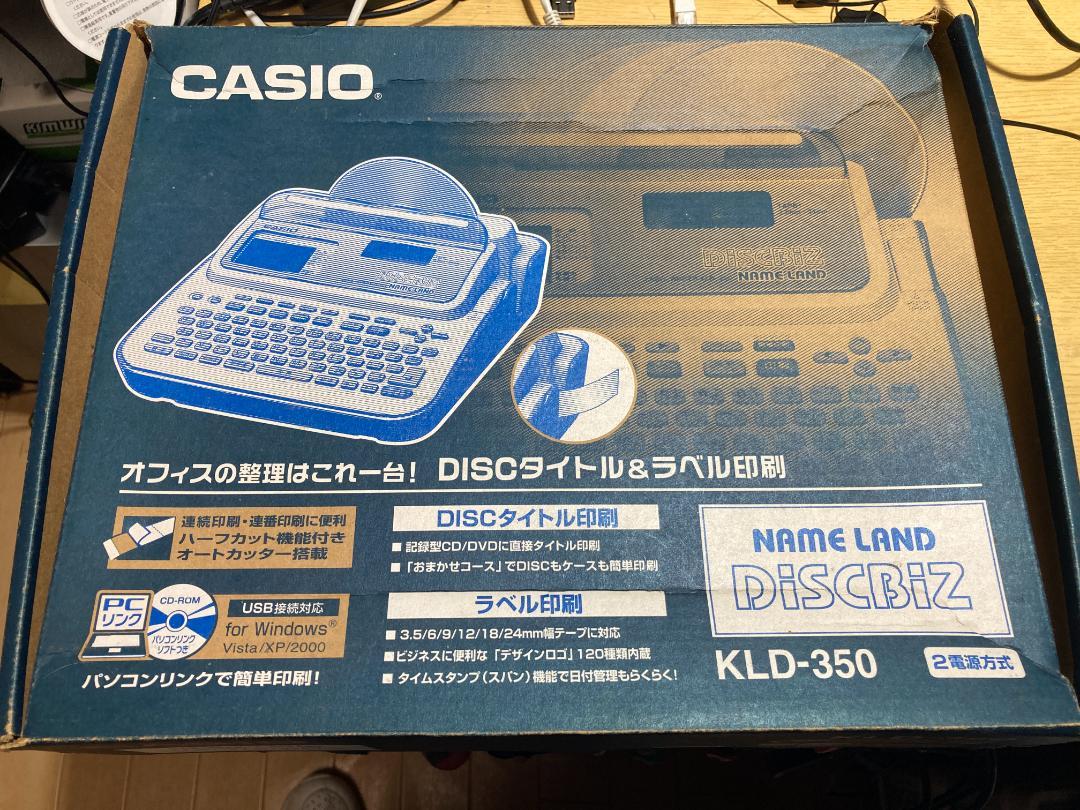 CASIO®
CASIO
NAME LAND
DiSCBiZ
NAME LAND
オフィスの整理はこれ一台! DISCタイトル&ラベル印刷
連続印刷・連番印刷に便利
ハーフカット機能付き
オートカッター搭載
DISCタイトル印刷
■ 記録型CD/DVDに直接タイトル印刷
■ 「おまかせコース」でDISCもケースも簡単印刷
NAME LAND
DiSCBiZ
PC
リンク
CD-ROM
パソコンリンク
ソフトつき
USB接続対応
for Windows®
Vista/XP/2000
パソコンリンクで簡単印刷!
ラベル印刷
■ 3.5/6/9/12/18/24mm幅テープに対応
■ ビジネスに便利な「デザインロゴ」120種類内蔵
■ タイムスタンプ(スパン)機能で日付管理もらくらく!
KLD-350
2電源方式